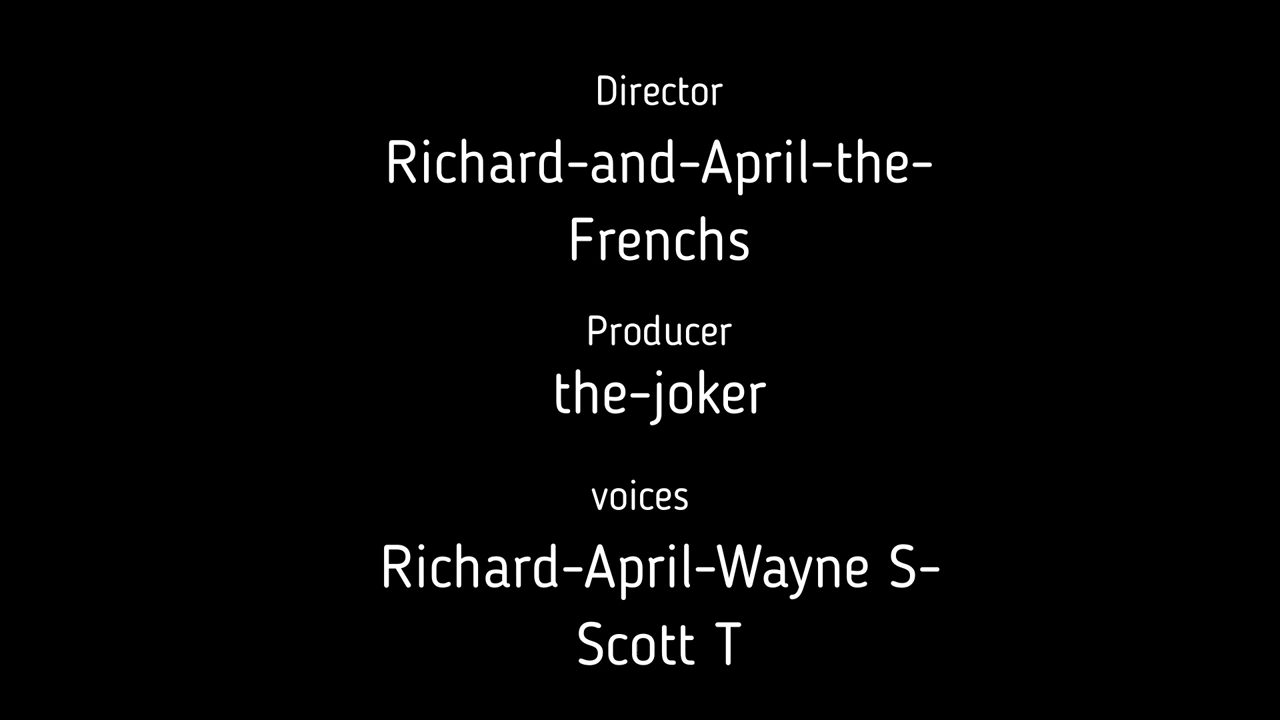 Director
Richard-and-April-the-
Frenchs
Producer
the-joker
voices
Richard-April-Wayne S-
Scott T